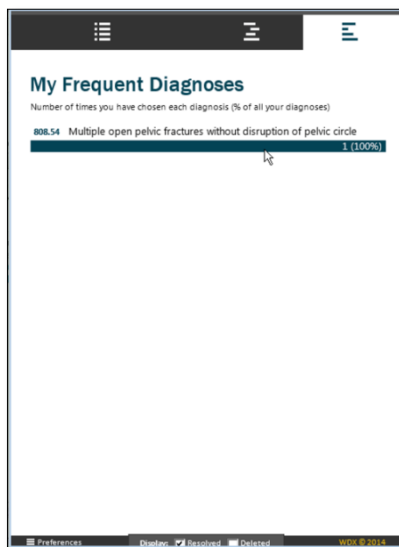 My Frequent Diagnoses
Number of times you have chosen each diagnosis (% of all your diagnoses)
808.54 Multiple open pelvic fractures without disruption of pelvic circle
1 (100%)
Preferences Display: Resolved Deleted WDX © 2014